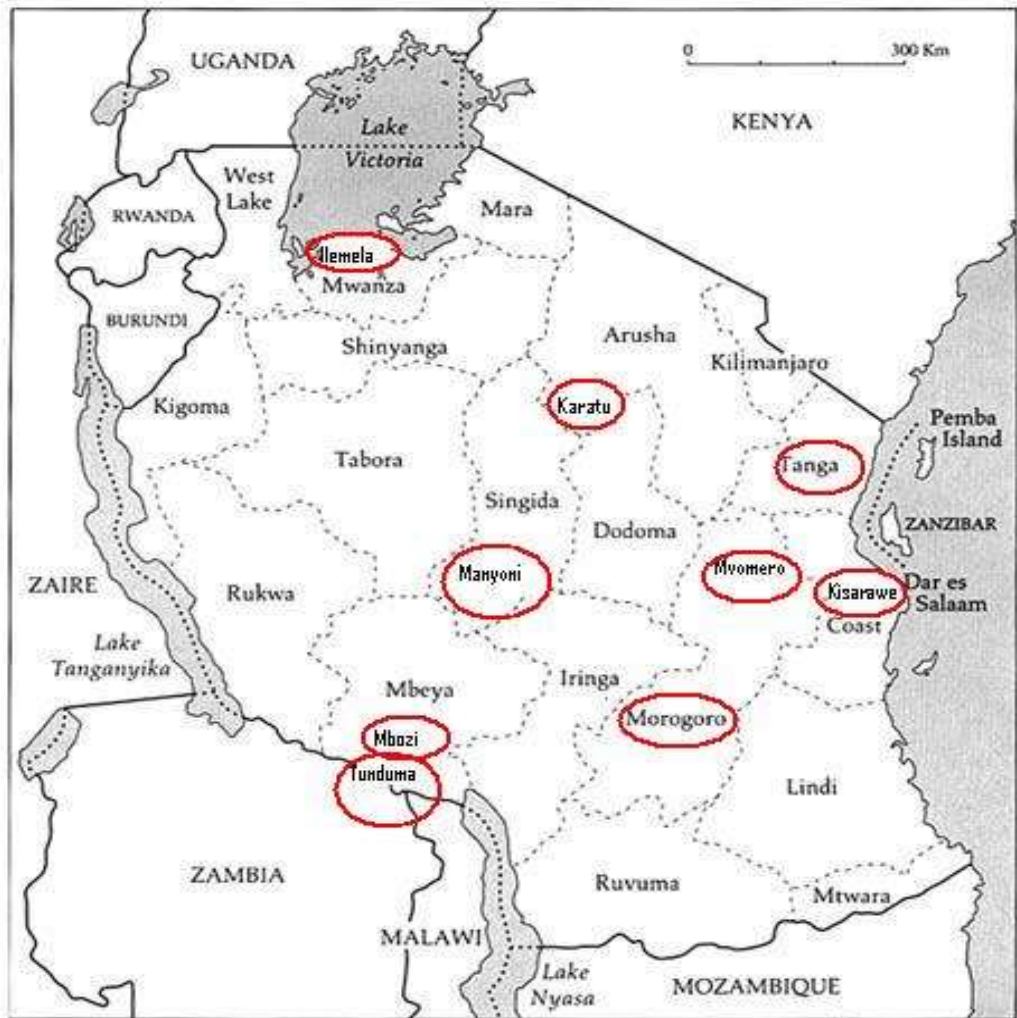 0 300 Km
UGANDA
KENYA
Lake
Victoria
West
Lake
Mara
RWANDA
Ilemela
Mwanza
BURUNDI
Shinyanga
Arusha
Kilimanjaro
Kigoma
Karatu
Pemba
Island
Tabora
Tanga
Singida
Dodoma
ZANZIBAR
Manyoni
Mvomero
Kisarawe
Dar es
Salaam
ZAIRE
Rukwa
Coast
Lake
Tanganyika
Iringa
Mbeya
Morogoro
Mbozi
Tunduma
Lindi
ZAMBIA
Ruvuma
Mtwara
MALAWI
Lake
Nyasa
MOZAMBIQUE